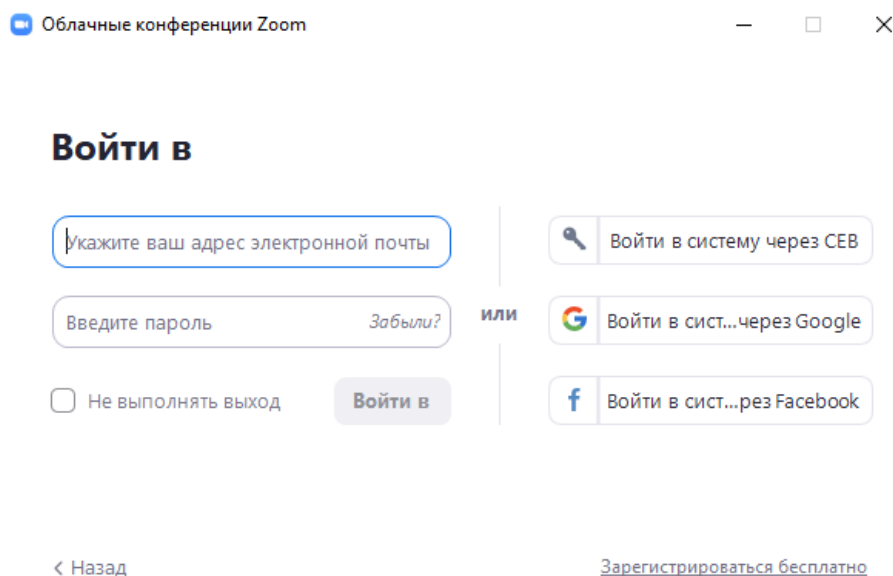 Облачные конференции Zoom
Войти в
Укажите ваш адрес электронной почты
Введите пароль
Забыли?
Не выполнять выход
Войти в
или
Войти в систему через СЕВ
Войти в сист...через Google
Войти в сист...рез Facebook
Назад
Зарегистрироваться бесплатно